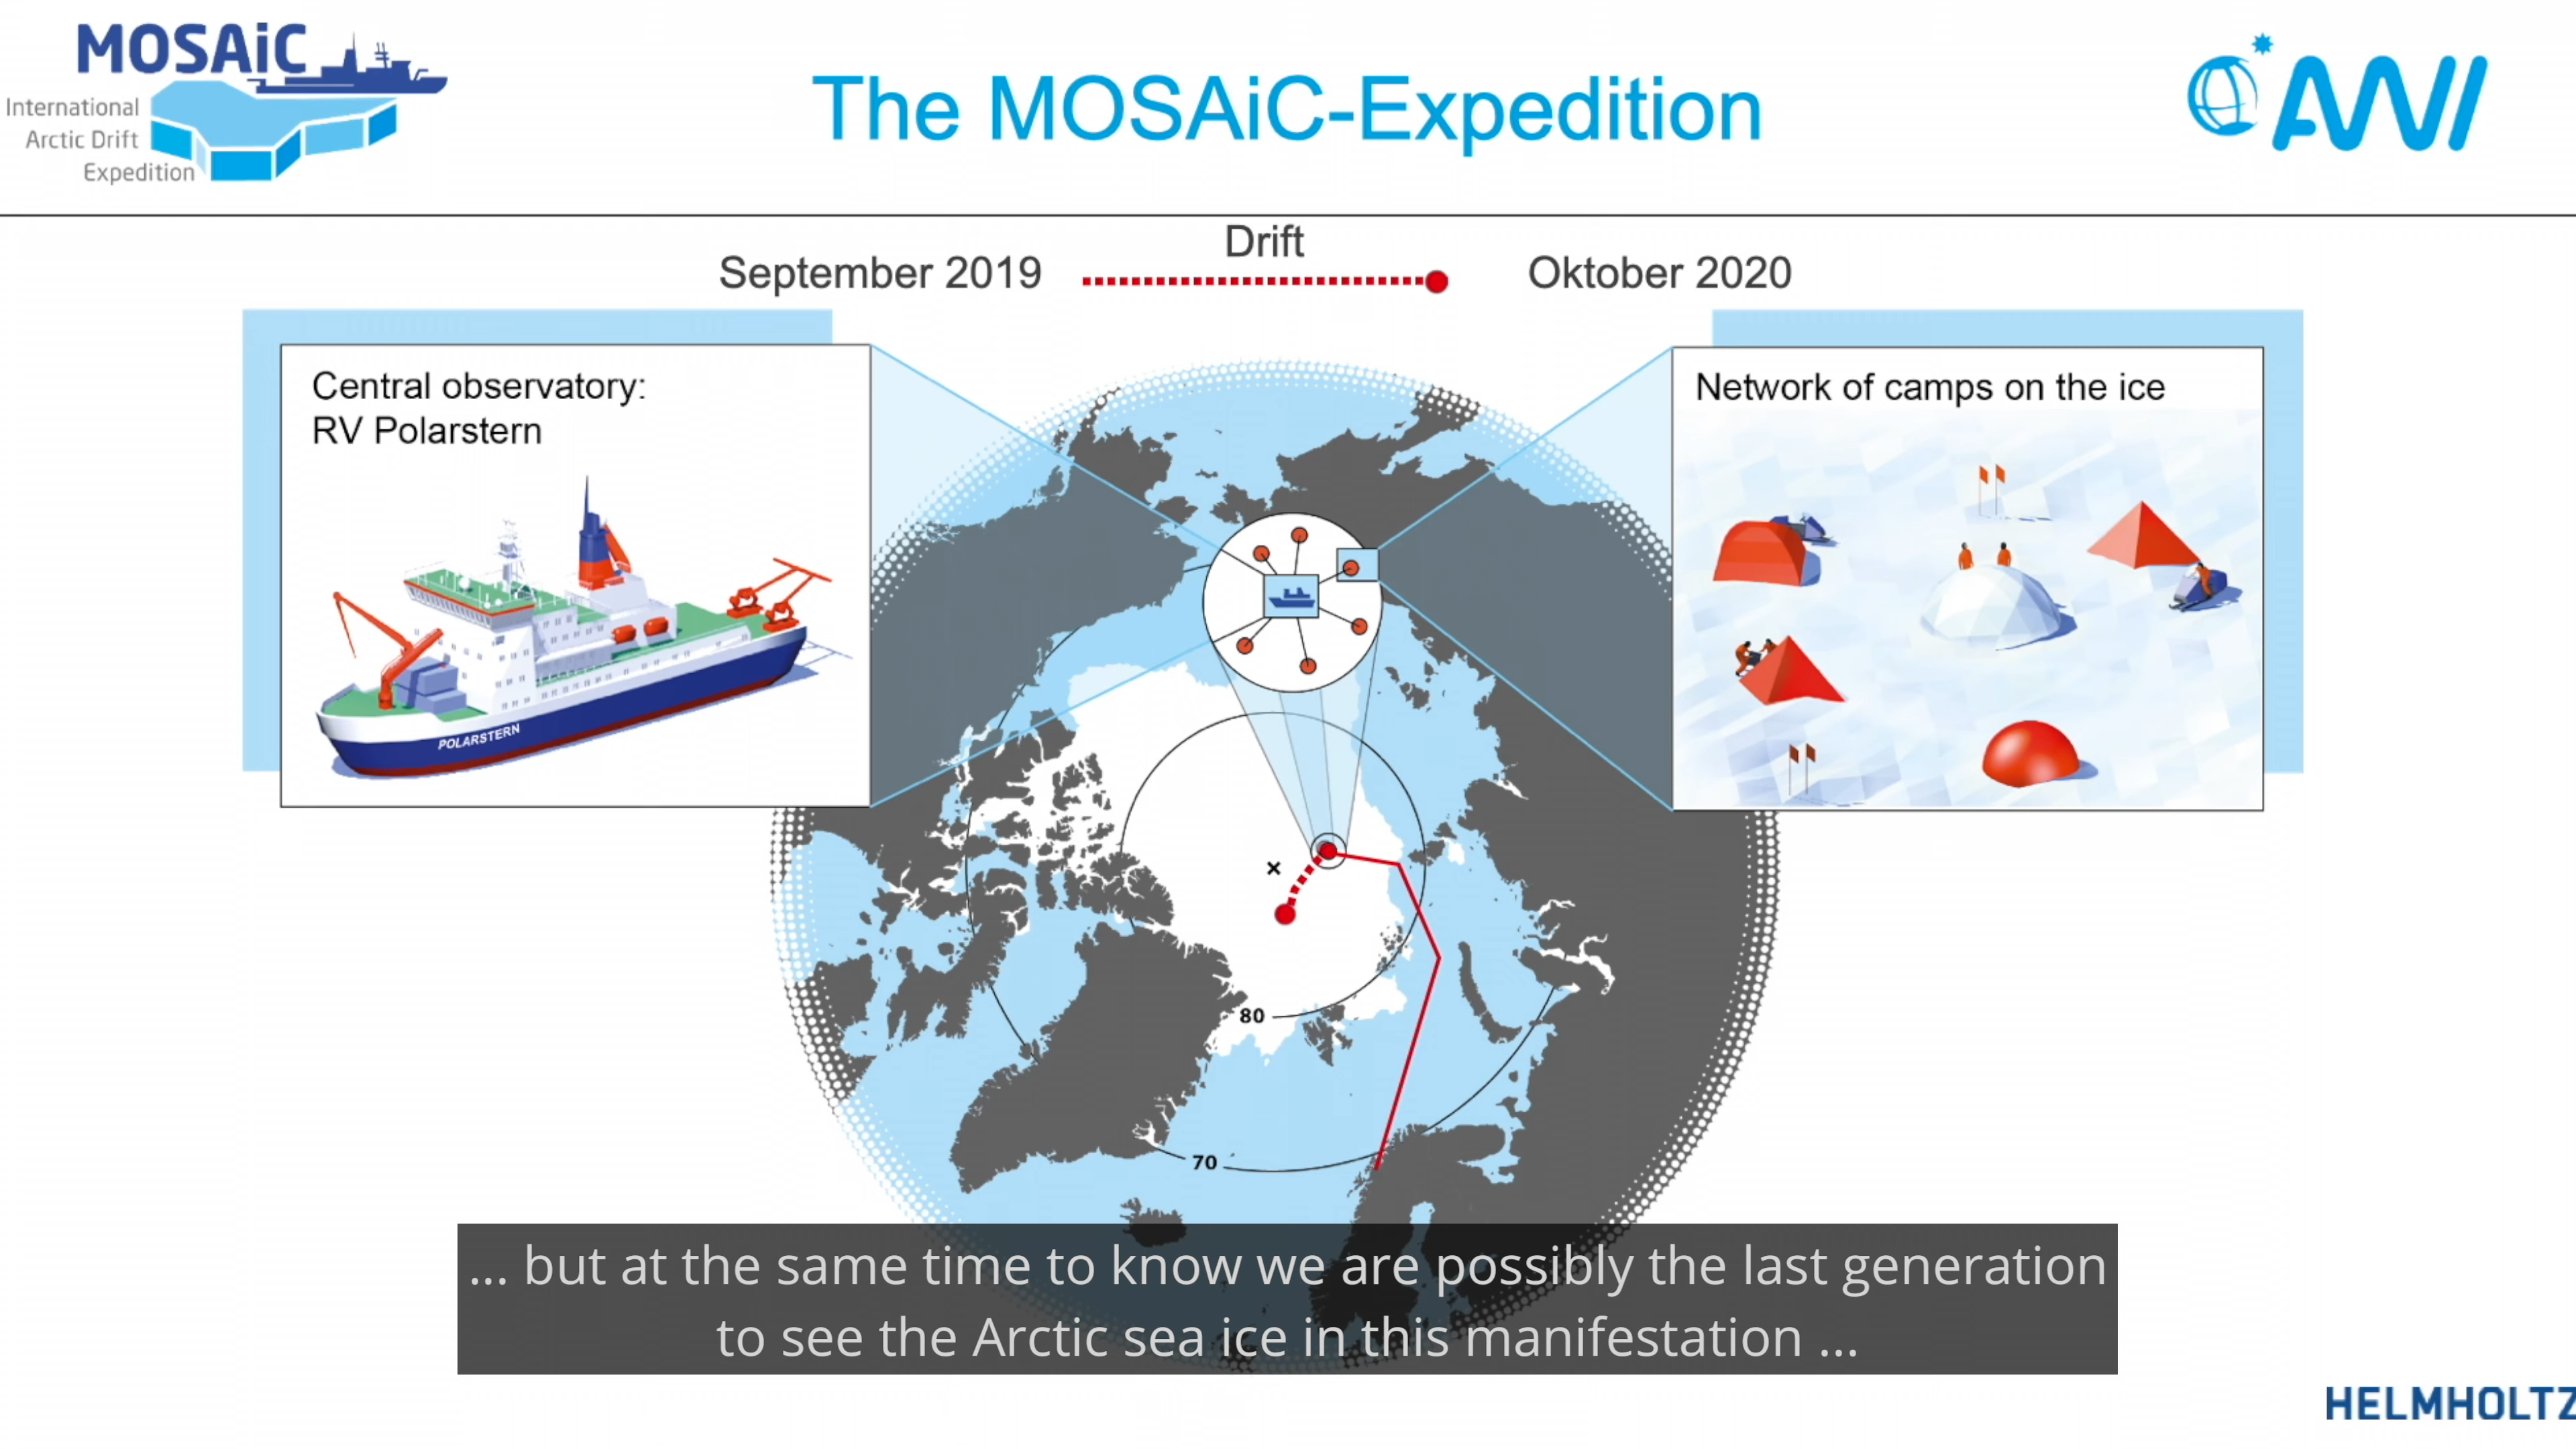 MOSAiC
International
Arctic Drift
Expedition
The MOSAiC-Expedition
AWI
Drift
September 2019
Oktober 2020
Central observatory:
RV Polarstern
POLARSTERN
Network of camps on the ice
80
70
... but at the same time to know we are possibly the last generation
to see the Arctic sea ice in this manifestation ...
HELMHOLTZ